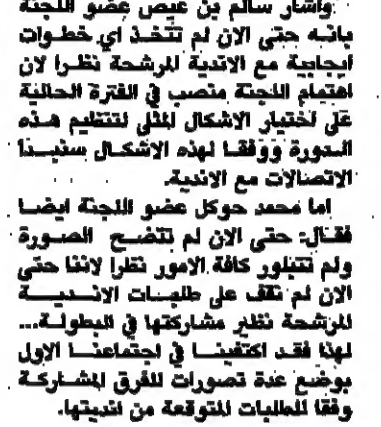 واشار سالم بن غيص عضو اللجنة
بانه حتى الان لم تتخذ اي خطوات
ايجابية مع الاندية المرشحة نظرا لان
اهتمام اللجنة منصب في الفترة الحالية
على اختيار الاشكال المثلى لتنظيم هذه
الدورة ووفقا لهذه الاشكال سنبدأ
الاتصالات مع الاندية.
اما محمد حوكل عضو اللجنة ايضا
فقال: حتى الان لم تتضح الصورة
ولم تتبلور كافة الامور نظرا لاننا حتى
الان لم نقف على طلبات الاندية
المرشحة نظير مشاركتها في البطولة...
لهذا فقد اكتفينا في اجتماعنا الاول
بوضع عدة تصورات للفرق المشاركة
وفقا للطلبات المتوقعة من انديتها.